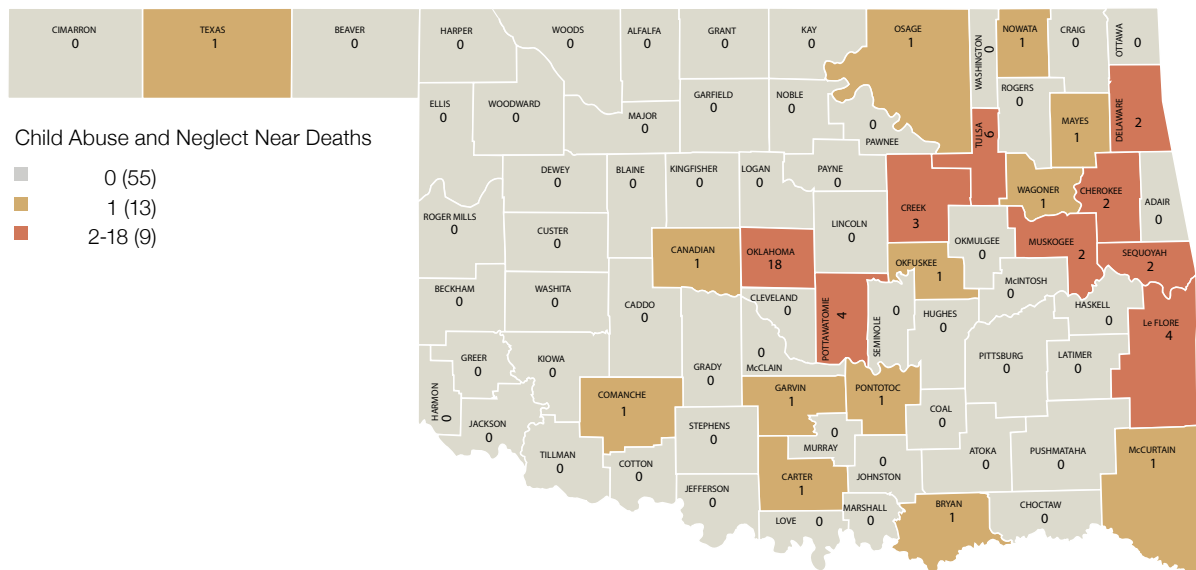 CIMARRON
0
TEXAS
1
BEAVER
0
HARPER
0
WOODS
0
ALFALFA
0
GRANT
0
KAY
0
OSAGE
1
WASHINGTON
0
NOWATA
1
CRAIG
0
OTTAWA
0
ELLIS
0
WOODWARD
0
MAJOR
0
GARFIELD
0
NOBLE
0
0
PAWNEE
ROGERS
0
TULSA
6
MAYES
1
DELAWARE
2
Child Abuse and Neglect Near Deaths
0 (55)
1 (13)
2-18 (9)
DEWEY
0
BLAINE
0
KINGFISHER
0
LOGAN
0
PAYNE
0
CREEK
3
WAGONER
1
CHEROKEE
2
ADAIR
0
ROGER MILLS
0
CUSTER
0
CANADIAN
1
OKLAHOMA
18
LINCOLN
0
OKMULGEE
0
MUSKOGEE
2
SEQUOYAH
2
OKFUSKEE
1
McINTOSH
0
BECKHAM
0
WASHITA
0
CADDO
0
CLEVELAND
0
POTTAWATOMIE
4
SEMINOLE
0
HUGHES
0
HASKELL
0
Le FLORE
4
GREER
0
KIOWA
0
GRADY
0
0
McCLAIN
PITTSBURG
0
LATIMER
0
HARMON
0
JACKSON
0
COMANCHE
1
GARVIN
1
PONTOTOC
1
COAL
0
STEPHENS
0
0
MURRAY
TILLMAN
0
COTTON
0
CARTER
1
0
JOHNSTON
ATOKA
0
PUSHMATAHA
0
McCURTAIN
1
JEFFERSON
0
LOVE 0
MARSHALL
0
BRYAN
1
CHOCTAW
0